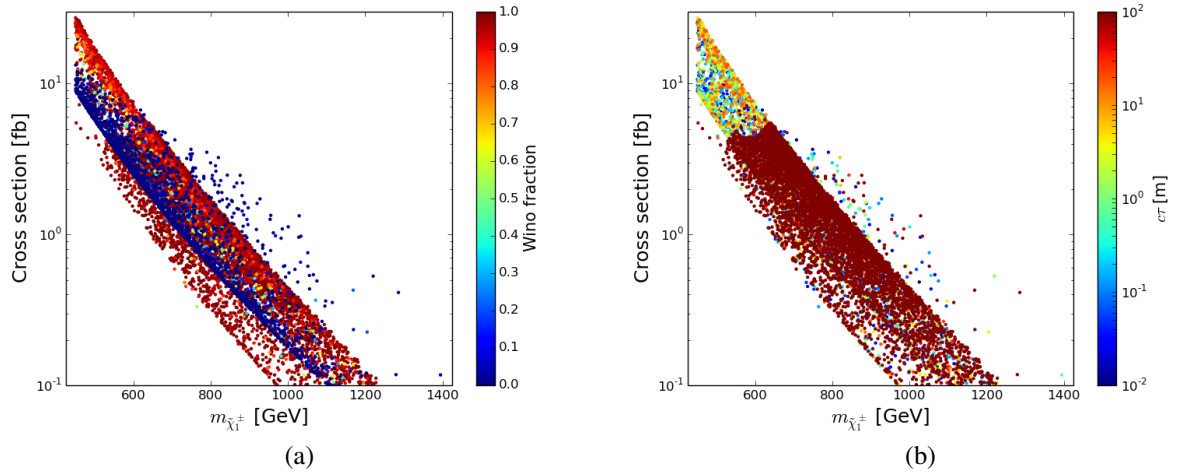 1.0
0.9
0.8
0.7
0.6
0.5
0.4
0.3
0.2
0.1
0.0
Wino fraction
10¹
10⁰
10⁻¹
Cross section [fb]
600 800 1000 1200 1400
m_{χ̃₁^±} [GeV]
(a)
10²
10¹
10⁰
10⁻¹
10⁻²
cτ [m]
10¹
10⁰
10⁻¹
Cross section [fb]
600 800 1000 1200 1400
m_{χ̃₁^±} [GeV]
(b)